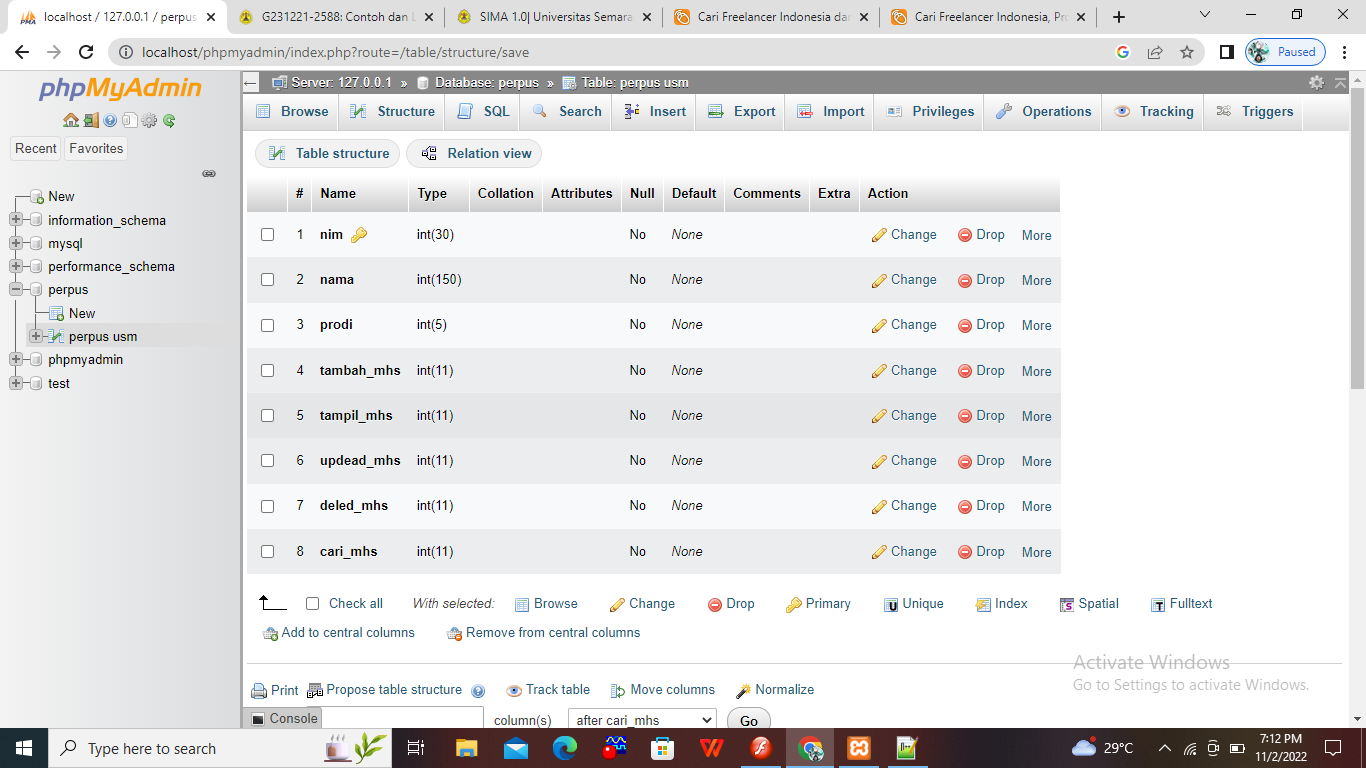 localhost / 127.0.0.1 / perpus
G231221-2588: Contoh dan L
SIMA 1.0| Universitas Semara
Cari Freelancer Indonesia da
Cari Freelancer Indonesia, Pr
localhost/phpmyadmin/index.php?route=/table/structure/save
Paused
phpMyAdmin
Recent Favorites
New
information_schema
mysql
performance_schema
perpus
New
perpus usm
phpmyadmin
test
Server: 127.0.0.1 » Database: perpus » Table: perpus usm
Browse Structure SQL Search Insert Export Import Privileges Operations Tracking Triggers
Table structure Relation view
# Name Type Collation Attributes Null Default Comments Extra Action
1 nim int(30) No None Change Drop More
2 nama int(150) No None Change Drop More
3 prodi int(5) No None Change Drop More
4 tambah_mhs int(11) No None Change Drop More
5 tampil_mhs int(11) No None Change Drop More
6 updead_mhs int(11) No None Change Drop More
7 deled_mhs int(11) No None Change Drop More
8 cari_mhs int(11) No None Change Drop More
Check all With selected: Browse Change Drop Primary Unique Index Spatial Fulltext
Add to central columns Remove from central columns
Print Propose table structure Track table Move columns Normalize
Console column(s) after cari_mhs Go
Activate Windows
Go to Settings to activate Windows.
Type here to search
29°C
7:12 PM
11/2/2022